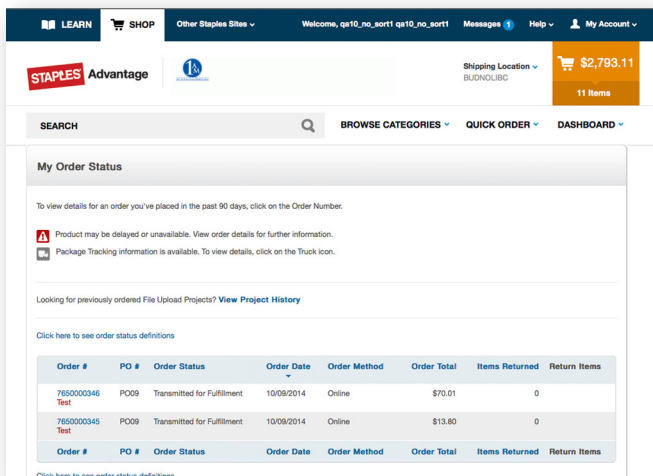 LEARN SHOP Other Staples Sites Welcome, qa10_no_sort1 qa10_no_sort1 Messages 1 Help My Account
STAPLES Advantage Shipping Location $2,793.11
BUDNOLIBC
11 Items
SEARCH BROWSE CATEGORIES QUICK ORDER DASHBOARD
My Order Status
To view details for an order you've placed in the past 90 days, click on the Order Number.
Product may be delayed or unavailable. View order details for further information.
Package Tracking information is available. To view details, click on the Truck icon.
Looking for previously ordered File Upload Projects? View Project History
Click here to see order status definitions
Order # PO # Order Status Order Date Order Method Order Total Items Returned Return Items
7650000346 PO09 Transmitted for Fulfillment 10/09/2014 Online $70.01 0
Test
7650000345 PO09 Transmitted for Fulfillment 10/09/2014 Online $13.80 0
Test
Order # PO # Order Status Order Date Order Method Order Total Items Returned Return Items
Click here to see order status definitions